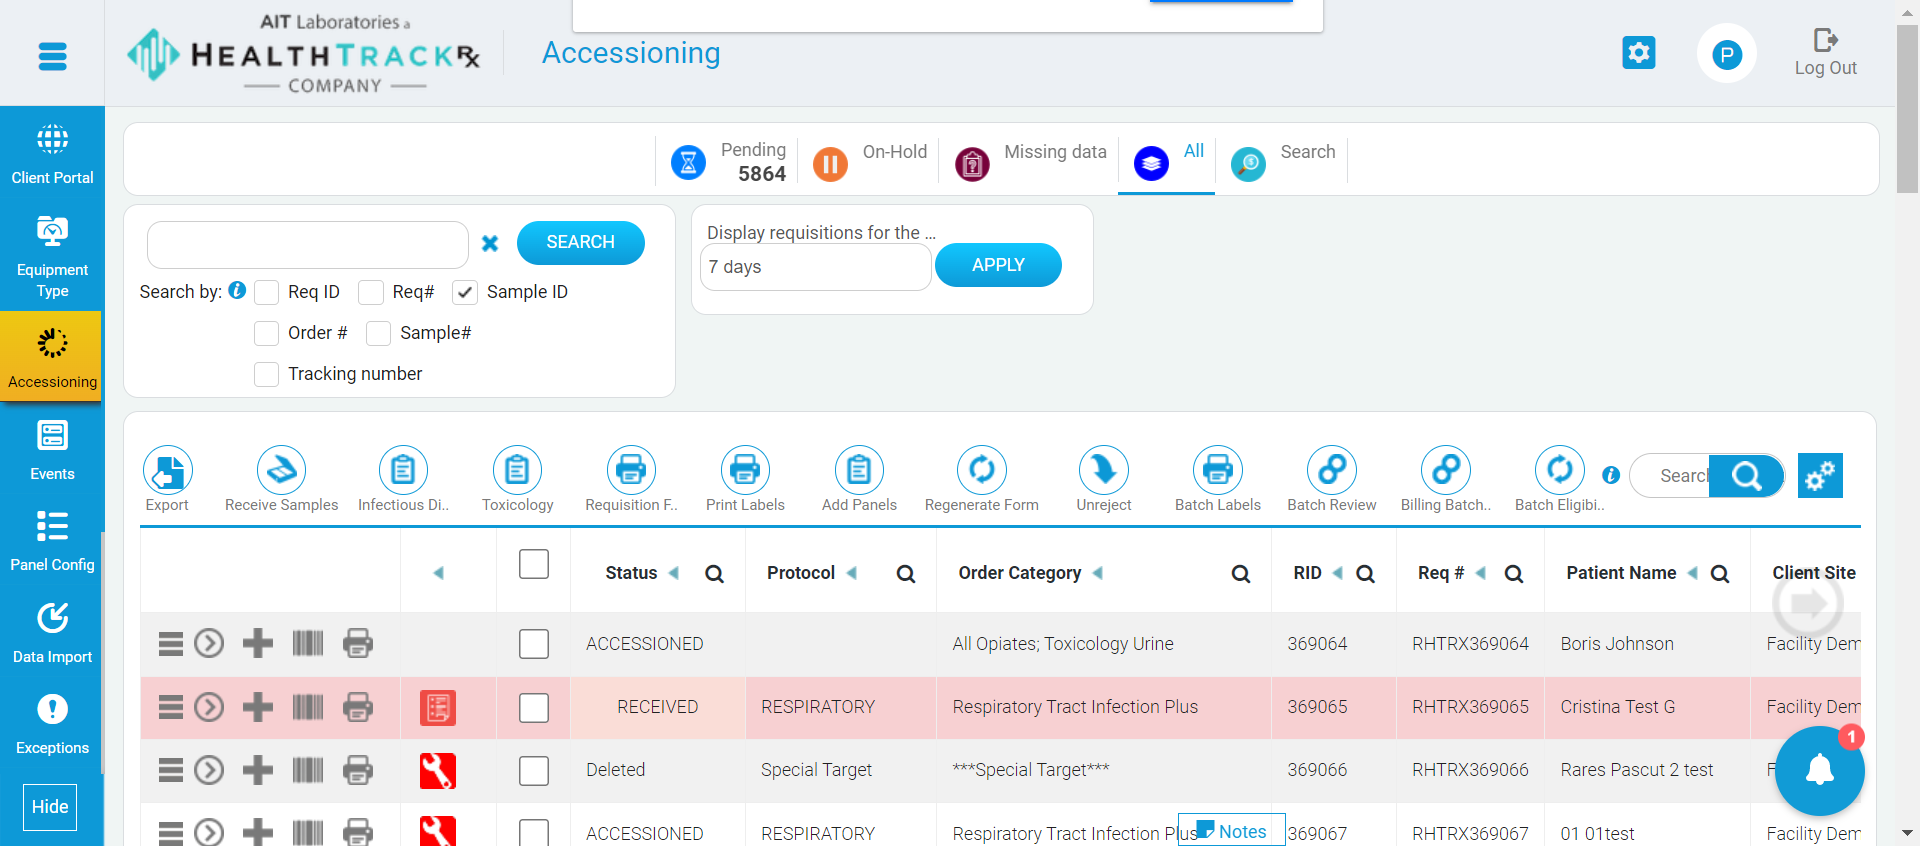 AIT Laboratories a
HEALTHTRACKRx
COMPANY
Accessioning
P
Log Out
Client Portal
Equipment
Type
Accessioning
Events
Panel Config
Data Import
Exceptions
Hide
Pending
5864
On-Hold
Missing data
All
Search
SEARCH
Search by:
Req ID
Req#
Sample ID
Order #
Sample#
Tracking number
Display requisitions for the ...
7 days
APPLY
Export
Receive Samples
Infectious Di..
Toxicology
Requisition F..
Print Labels
Add Panels
Regenerate Form
Unreject
Batch Labels
Batch Review
Billing Batch..
Batch Eligibi..
Search
Status Protocol Order Category RID Req # Patient Name Client Site
ACCESSIONED All Opiates; Toxicology Urine 369064 RHTRX369064 Boris Johnson Facility Dem
RECEIVED RESPIRATORY Respiratory Tract Infection Plus 369065 RHTRX369065 Cristina Test G Facility Dem
Deleted Special Target ***Special Target*** 369066 RHTRX369066 Rares Pascut 2 test F
1
ACCESSIONED RESPIRATORY Respiratory Tract Infection Plus 369067 RHTRX369067 01 01test Facility Dem
Notes